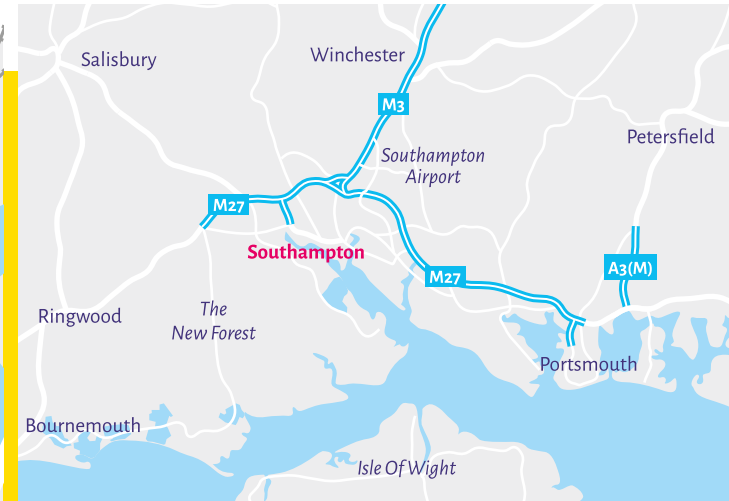 Salisbury
Winchester
M3
Petersfield
Southampton
Airport
M27
Southampton
A3(M)
M27
The
New Forest
Ringwood
Portsmouth
Bournemouth
Isle Of Wight